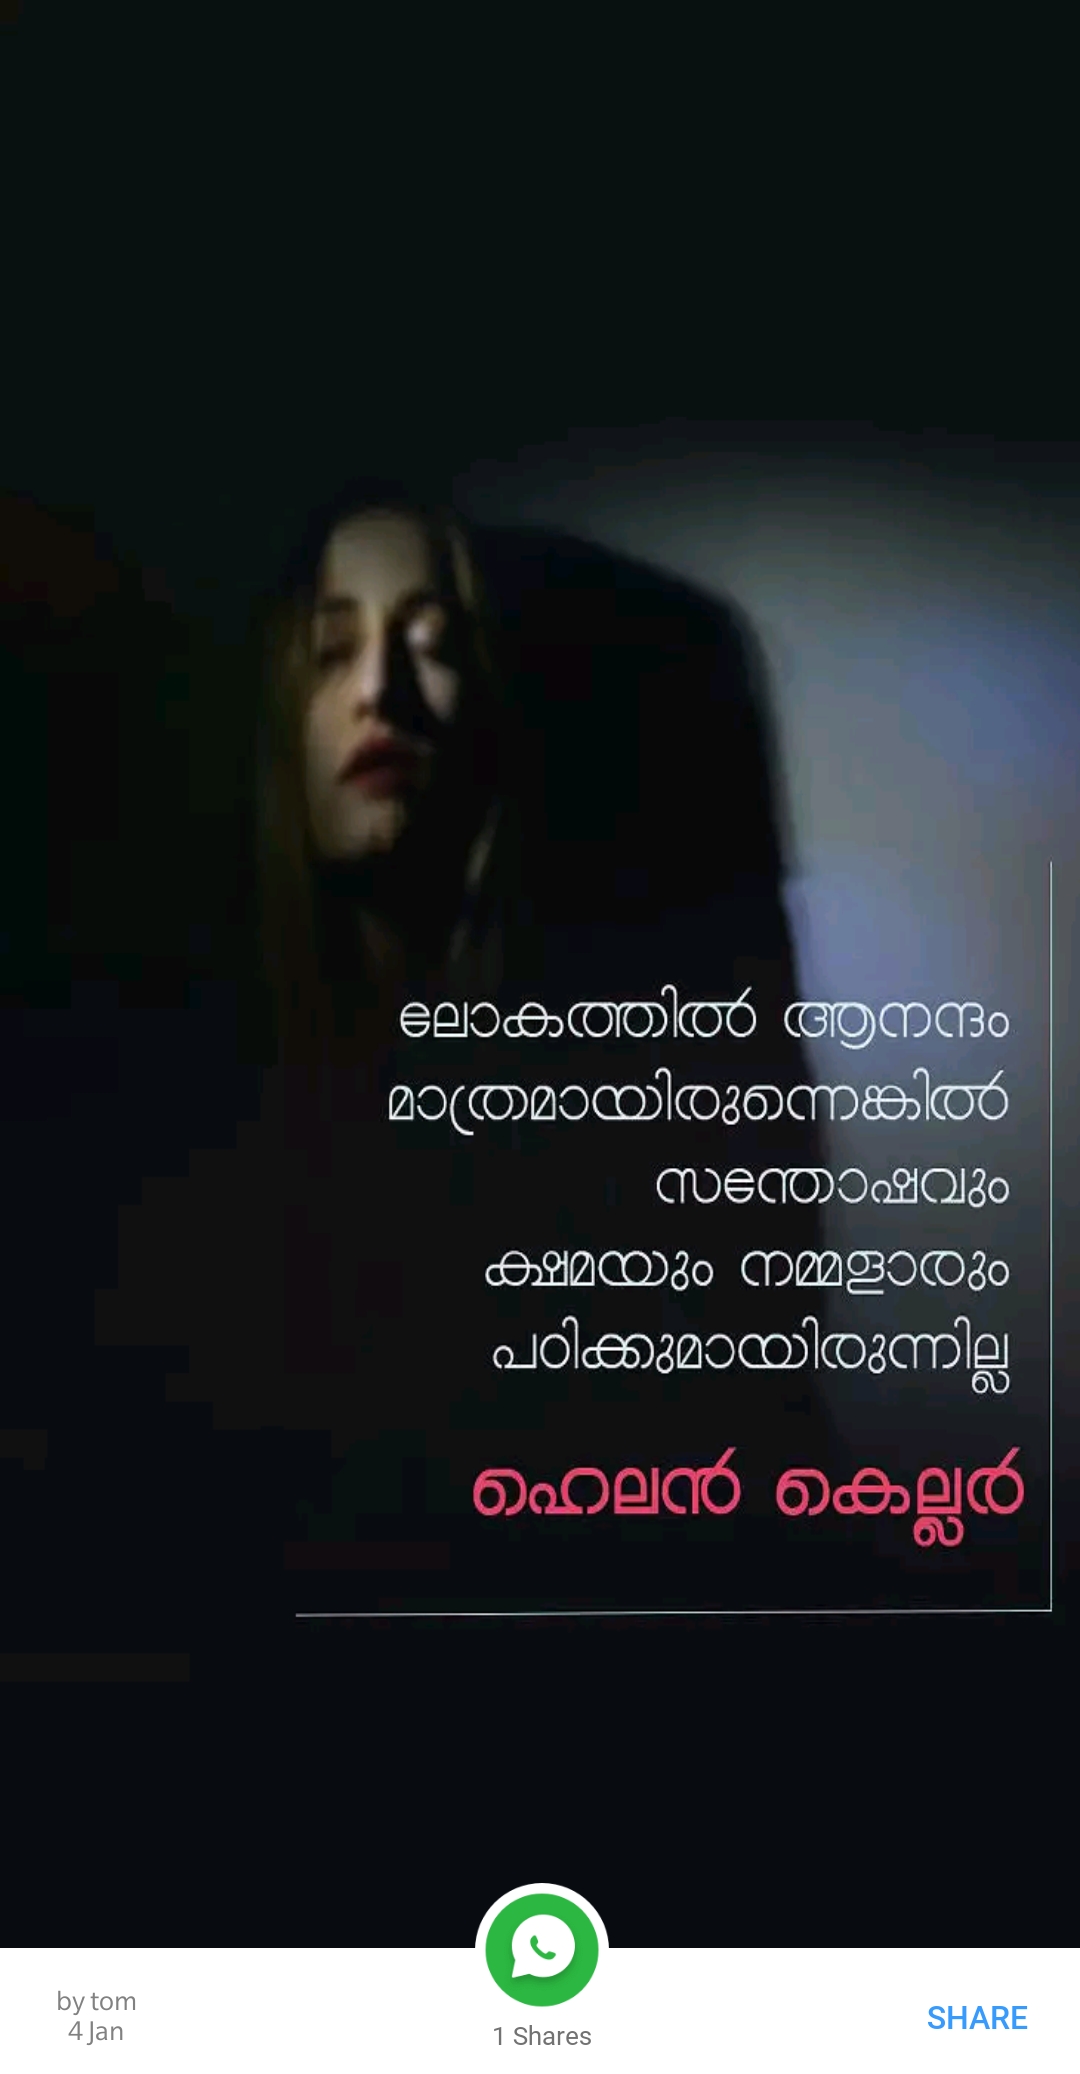 ലോകത്തിൽ ആനന്ദം
മാത്രമായിരുന്നെങ്കിൽ
സന്തോഷവും
ക്ഷമയും നമ്മളാരും
പഠിക്കുമായിരുന്നില്ല
ഹെലൻ കെല്ലർ
by tom
4 Jan
1 Shares
SHARE